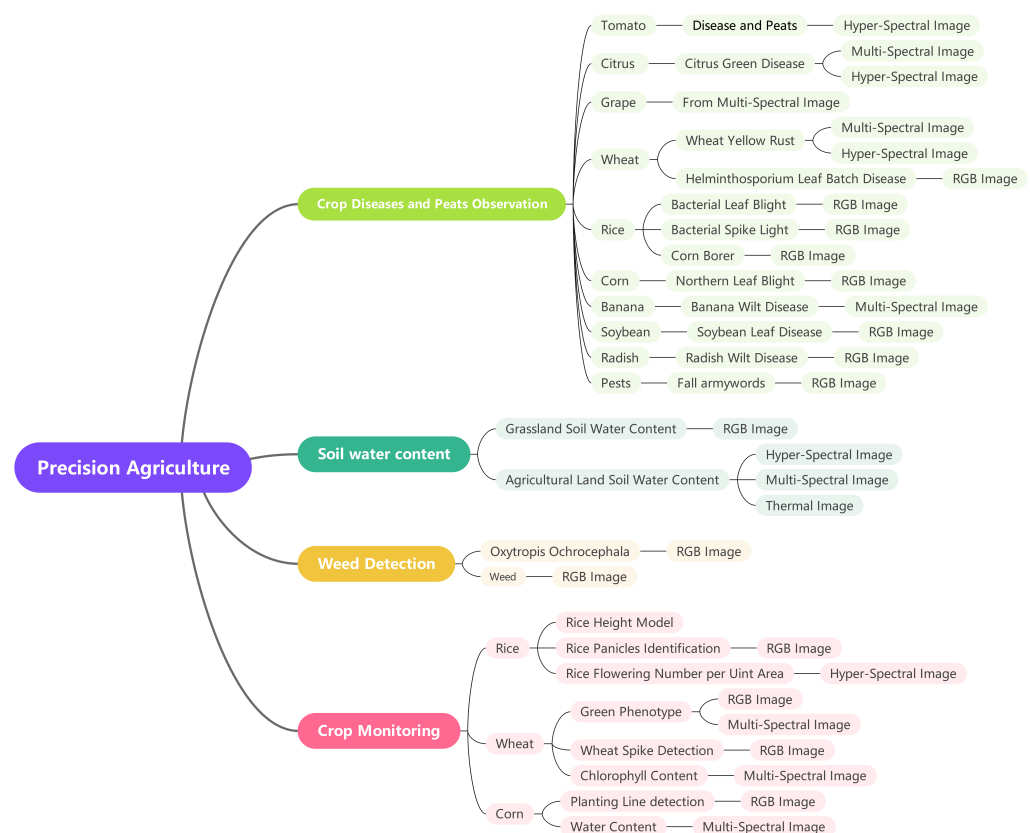 Precision Agriculture
Crop Diseases and Peats Observation
Tomato
Disease and Peats
Hyper-Spectral Image
Citrus
Citrus Green Disease
Multi-Spectral Image
Hyper-Spectral Image
Grape
From Multi-Spectral Image
Wheat
Wheat Yellow Rust
Multi-Spectral Image
Hyper-Spectral Image
Helminthosporium Leaf Batch Disease
RGB Image
Rice
Bacterial Leaf Blight
RGB Image
Bacterial Spike Light
RGB Image
Corn Borer
RGB Image
Corn
Northern Leaf Blight
RGB Image
Banana
Banana Wilt Disease
Multi-Spectral Image
Soybean
Soybean Leaf Disease
RGB Image
Radish
Radish Wilt Disease
RGB Image
Pests
Fall armywords
RGB Image
Soil water content
Grassland Soil Water Content
RGB Image
Agricultural Land Soil Water Content
Hyper-Spectral Image
Multi-Spectral Image
Thermal Image
Weed Detection
Oxytropis Ochrocephala
RGB Image
Weed
RGB Image
Crop Monitoring
Rice
Rice Height Model
Rice Panicles Identification
RGB Image
Rice Flowering Number per Uint Area
Hyper-Spectral Image
Wheat
Green Phenotype
RGB Image
Multi-Spectral Image
Wheat Spike Detection
RGB Image
Chlorophyll Content
Multi-Spectral Image
Corn
Planting Line detection
RGB Image
Water Content
Multi-Spectral Image